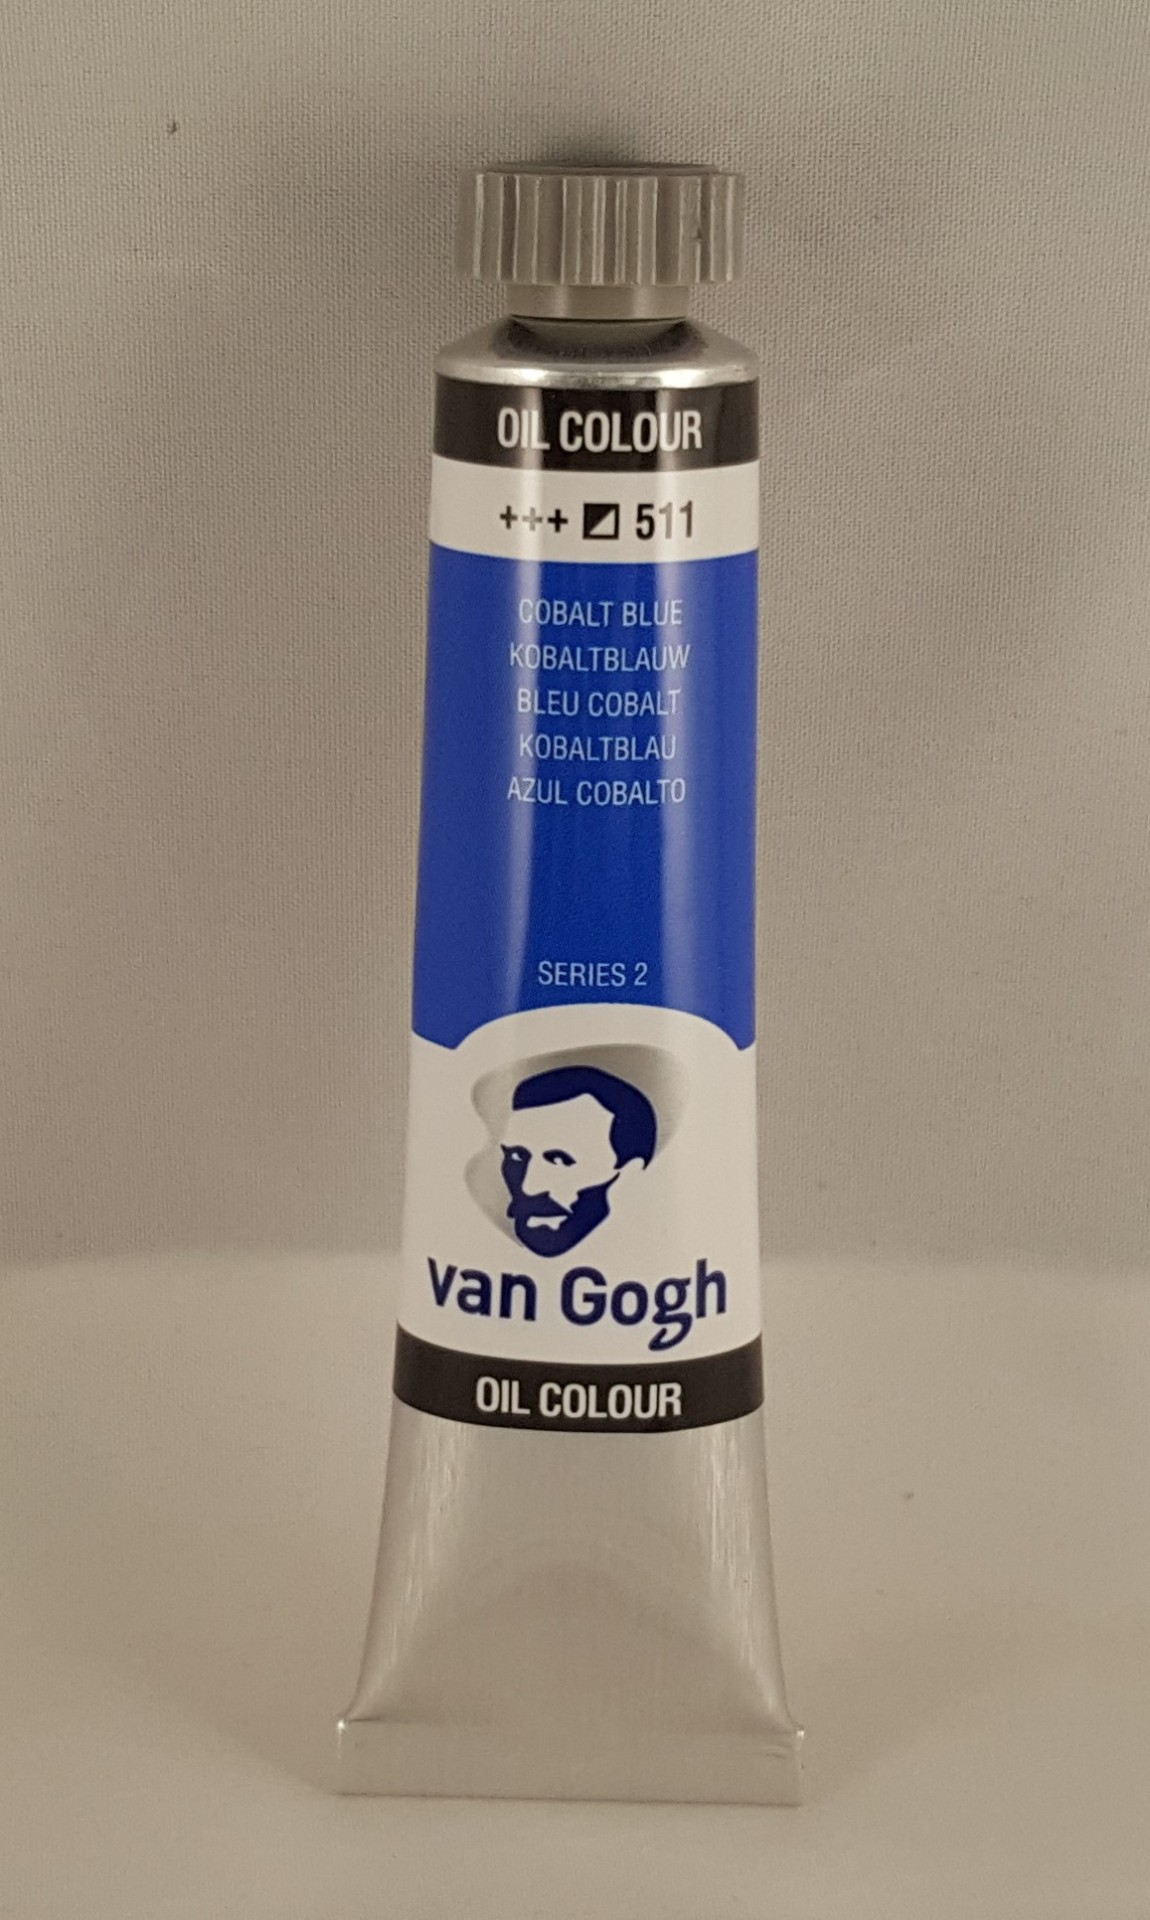 OIL COLOUR
+++ 511
COBALT BLUE
KOBALTBLAUW
BLEU COBALT
KOBALTBLAU
AZUL COBALTO
SERIES 2
van Gogh
OIL COLOUR